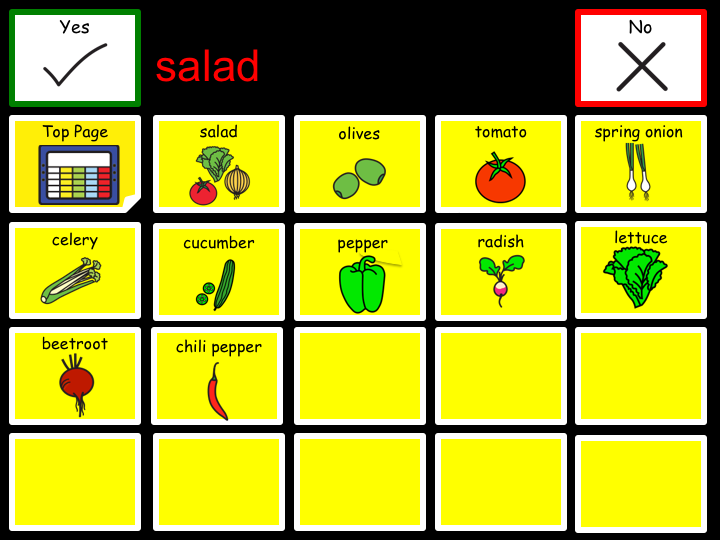 Yes
salad
No
Top Page
salad
olives
tomato
spring onion
celery
cucumber
pepper
radish
lettuce
beetroot
chili pepper